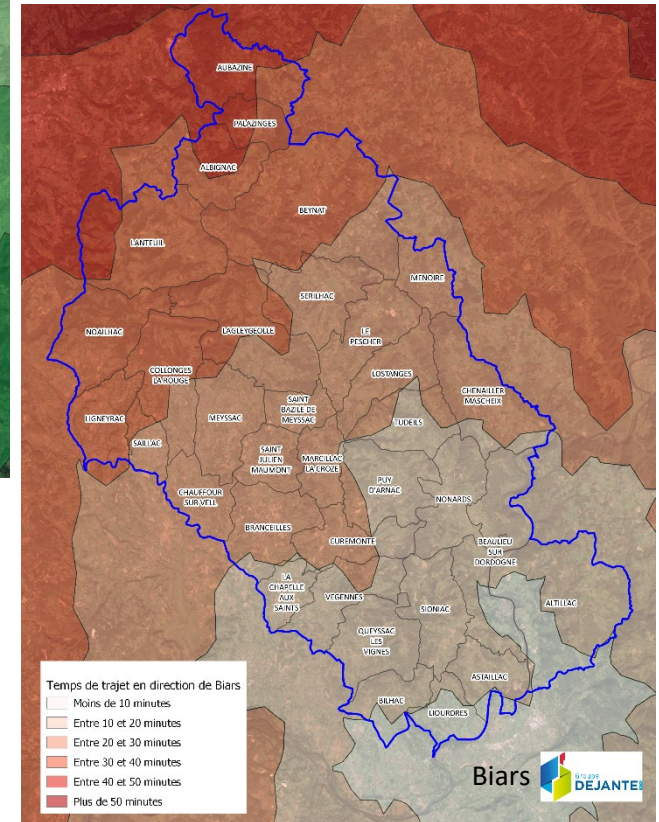 AUBAZINE
PALAZINGES
ALBIGNAC
BEYNAT
LANTEUIL
MENOIRE
SERILHAC
NOAILHAC
LAGLEYGEOLLE
LE
PESCHER
COLLONGES
LA ROUGE
LOSTANGES
CHENAILLER
MASCHEIX
LIGNEYRAC
MEYSSAC
SAINT
BAZILE DE
MEYSSAC
TUDEILS
SAILLAC
SAINT
JULIEN
MAUMONT
MARCILLAC
LA CROZE
PUY
D'ARNAC
NONARDS
CHAUFFOUR
SUR VELL
BRANCEILLES
CUREMONTE
BEAULIEU
SUR
DORDOGNE
LA
CHAPELLE
AUX
SAINTS
VEGENNES
SIONIAC
ALTILLAC
QUEYSSAC
LES
VIGNES
ASTAILLAC
BILHAC
LIOURDRES
Temps de trajet en direction de Biars
Moins de 10 minutes
Entre 10 et 20 minutes
Entre 20 et 30 minutes
Entre 30 et 40 minutes
Entre 40 et 50 minutes
Plus de 50 minutes
Biars
Groupe
DEJANTE